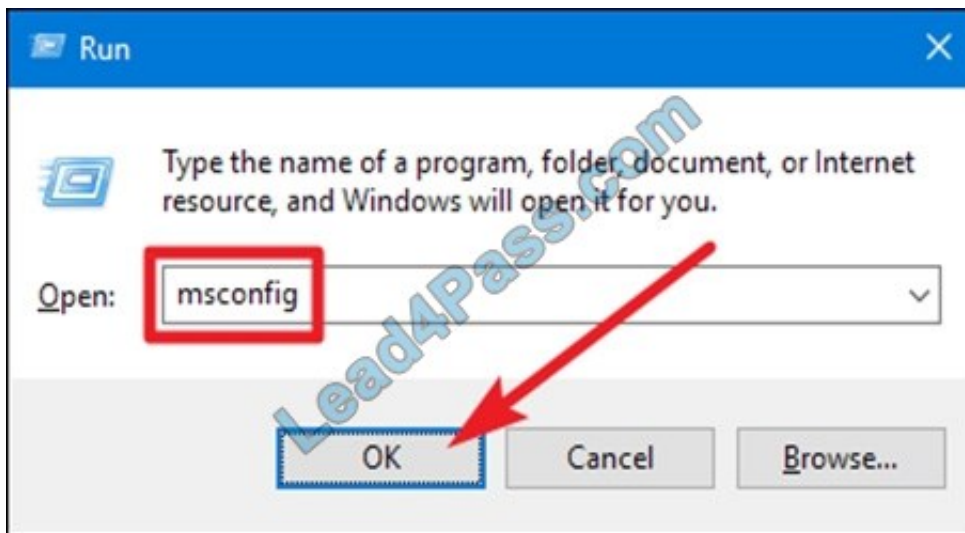 Run
Type the name of a program, folder, document, or Internet
resource, and Windows will open it for you.
Open: msconfig
OK Cancel Browse...
Lead4Pass.com